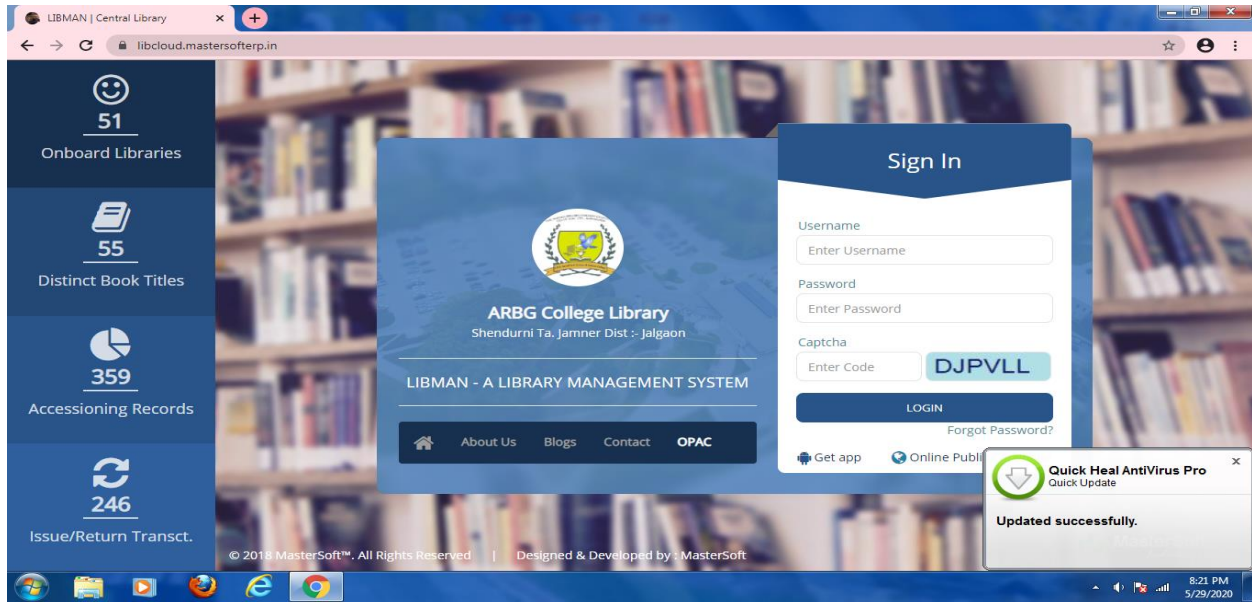 LIBMAN | Central Library
libcloud.mastersofterp.in
51
Onboard Libraries
55
Distinct Book Titles
359
Accessioning Records
246
Issue/Return Transct.
ARBG College Library
Shendurni Ta. Jamner Dist :- Jalgaon
LIBMAN - A LIBRARY MANAGEMENT SYSTEM
About Us Blogs Contact OPAC
Sign In
Username
Enter Username
Password
Enter Password
Captcha
Enter Code DJPVLL
LOGIN
Forgot Password?
Get app Online Publi
© 2018 MasterSoft™. All Rights Reserved | Designed & Developed by : MasterSoft
Quick Heal AntiVirus Pro
Quick Update
Updated successfully.
8:21 PM
5/29/2020